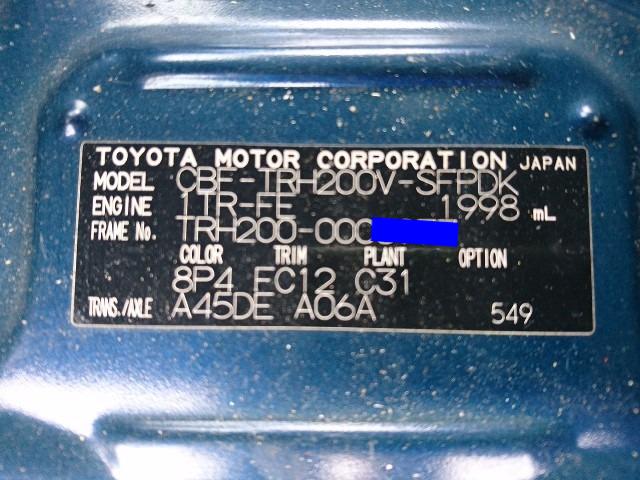 TOYOTA MOTOR CORPORATION JAPAN
MODEL CBF-TRH200V-SFPDK
ENGINE 1TR-FE 1998 mL
FRAME No. TRH200-000
COLOR TRIM PLANT OPTION
8P4 FC12 C31
TRANS./AXLE A45DE A06A 549